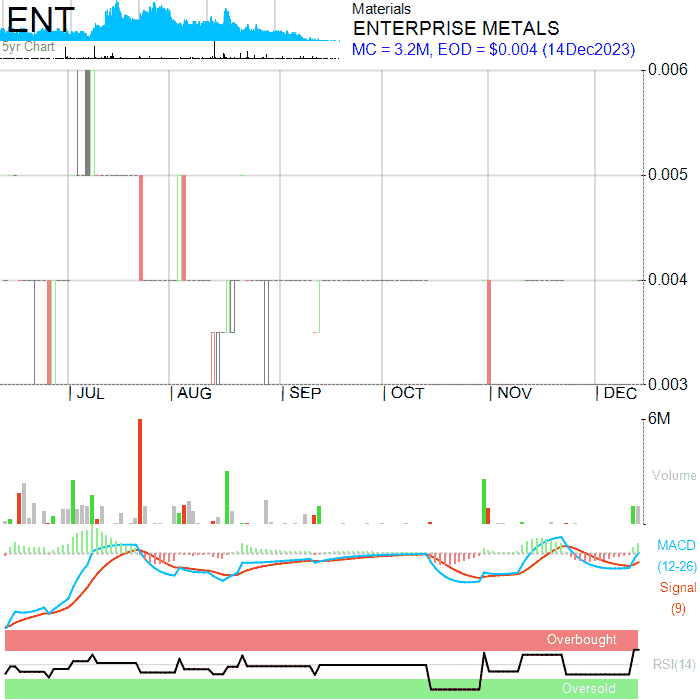 ENT
5yr Chart
Materials
ENTERPRISE METALS
MC = 3.2M, EOD = $0.004 (14Dec2023)
0.006
0.005
0.004
0.003
| JUL | AUG | SEP | OCT | NOV | DEC
6M
Volume
MACD
(12-26)
Signal
(9)
Overbought
RSI(14)
Oversold